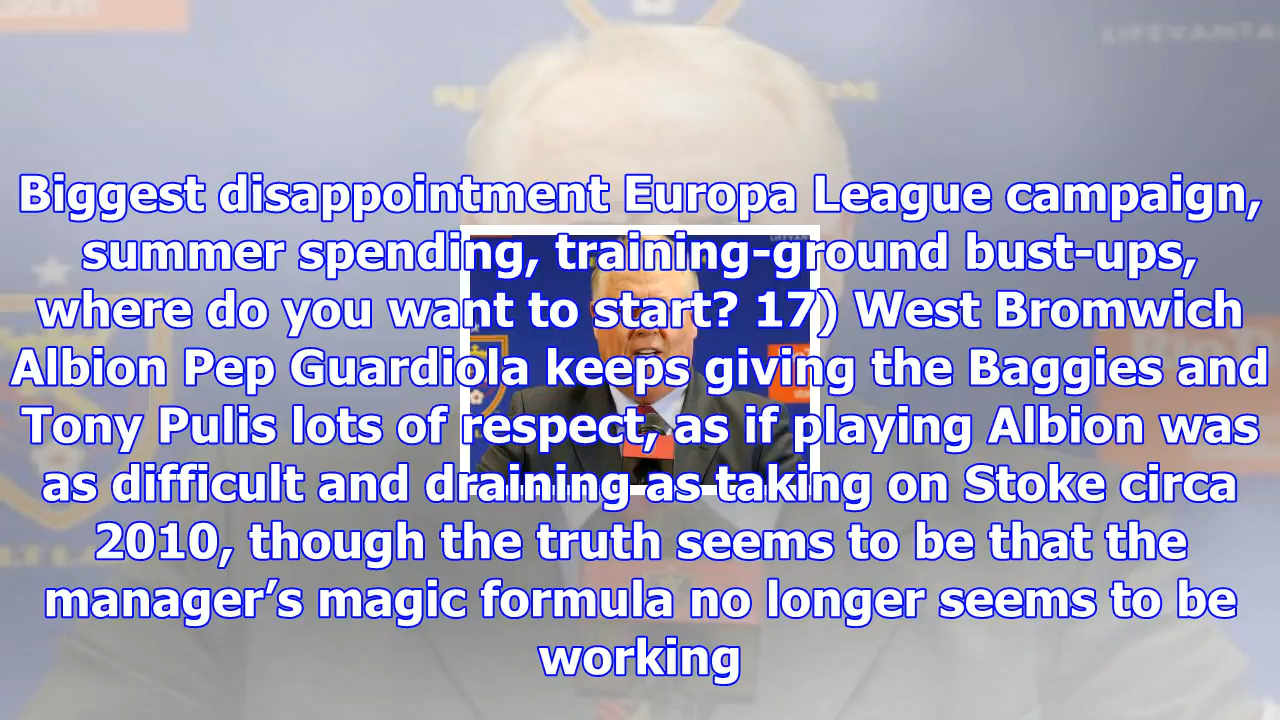 LIFEVANTA
Biggest disappointment Europa League campaign,
summer spending, training-ground bust-ups,
where do you want to start? 17) West Bromwich
Albion Pep Guardiola keeps giving the Baggies and
Tony Pulis lots of respect, as if playing Albion was
as difficult and draining as taking on Stoke circa
2010, though the truth seems to be that the
manager’s magic formula no longer seems to be
working